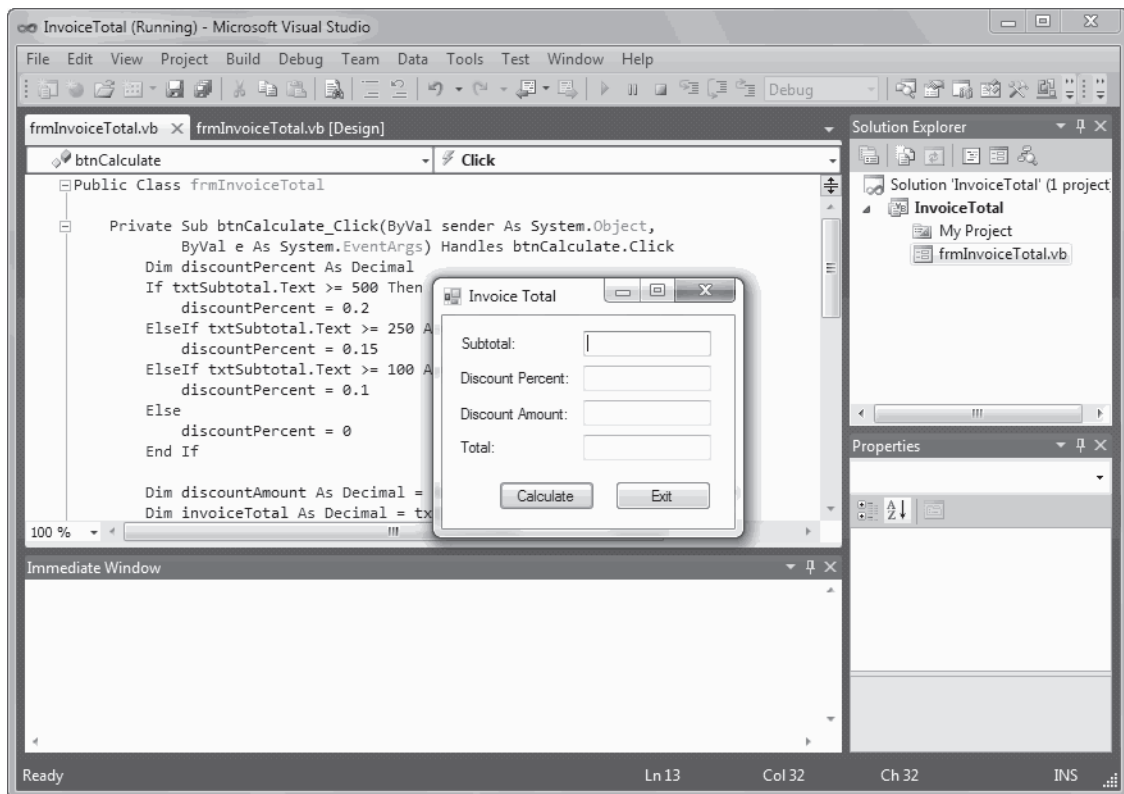 InvoiceTotal (Running) - Microsoft Visual Studio
File Edit View Project Build Debug Team Data Tools Test Window Help
Debug
frmInvoiceTotal.vb frmInvoiceTotal.vb [Design]
btnCalculate Click
Public Class frmInvoiceTotal
Private Sub btnCalculate_Click(ByVal sender As System.Object,
ByVal e As System.EventArgs) Handles btnCalculate.Click
Dim discountPercent As Decimal
If txtSubtotal.Text >= 500 Then
discountPercent = 0.2
ElseIf txtSubtotal.Text >= 250 A
discountPercent = 0.15
ElseIf txtSubtotal.Text >= 100 A
discountPercent = 0.1
Else
discountPercent = 0
End If
Dim discountAmount As Decimal =
Dim invoiceTotal As Decimal = tx
100 %
Invoice Total
Subtotal:
Discount Percent:
Discount Amount:
Total:
Calculate Exit
Solution Explorer
Solution 'InvoiceTotal' (1 project
InvoiceTotal
My Project
frmInvoiceTotal.vb
Properties
Immediate Window
Ready Ln 13 Col 32 Ch 32 INS